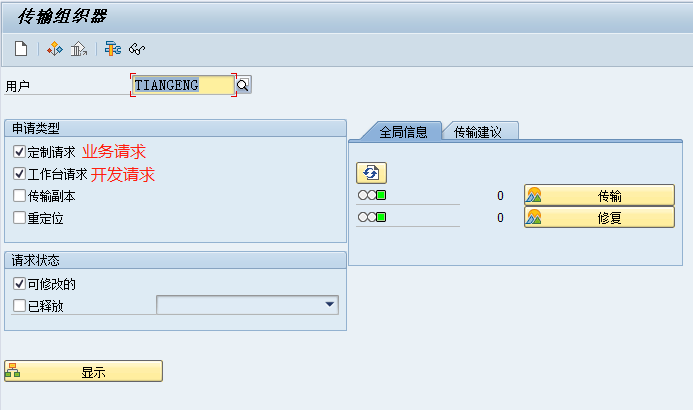 传输组织器
用户 TIANGENG
申请类型
定制请求 业务请求
工作台请求 开发请求
传输副本
重定位
请求状态
可修改的
已释放
显示
全局信息 传输建议
0 传输
0 修复